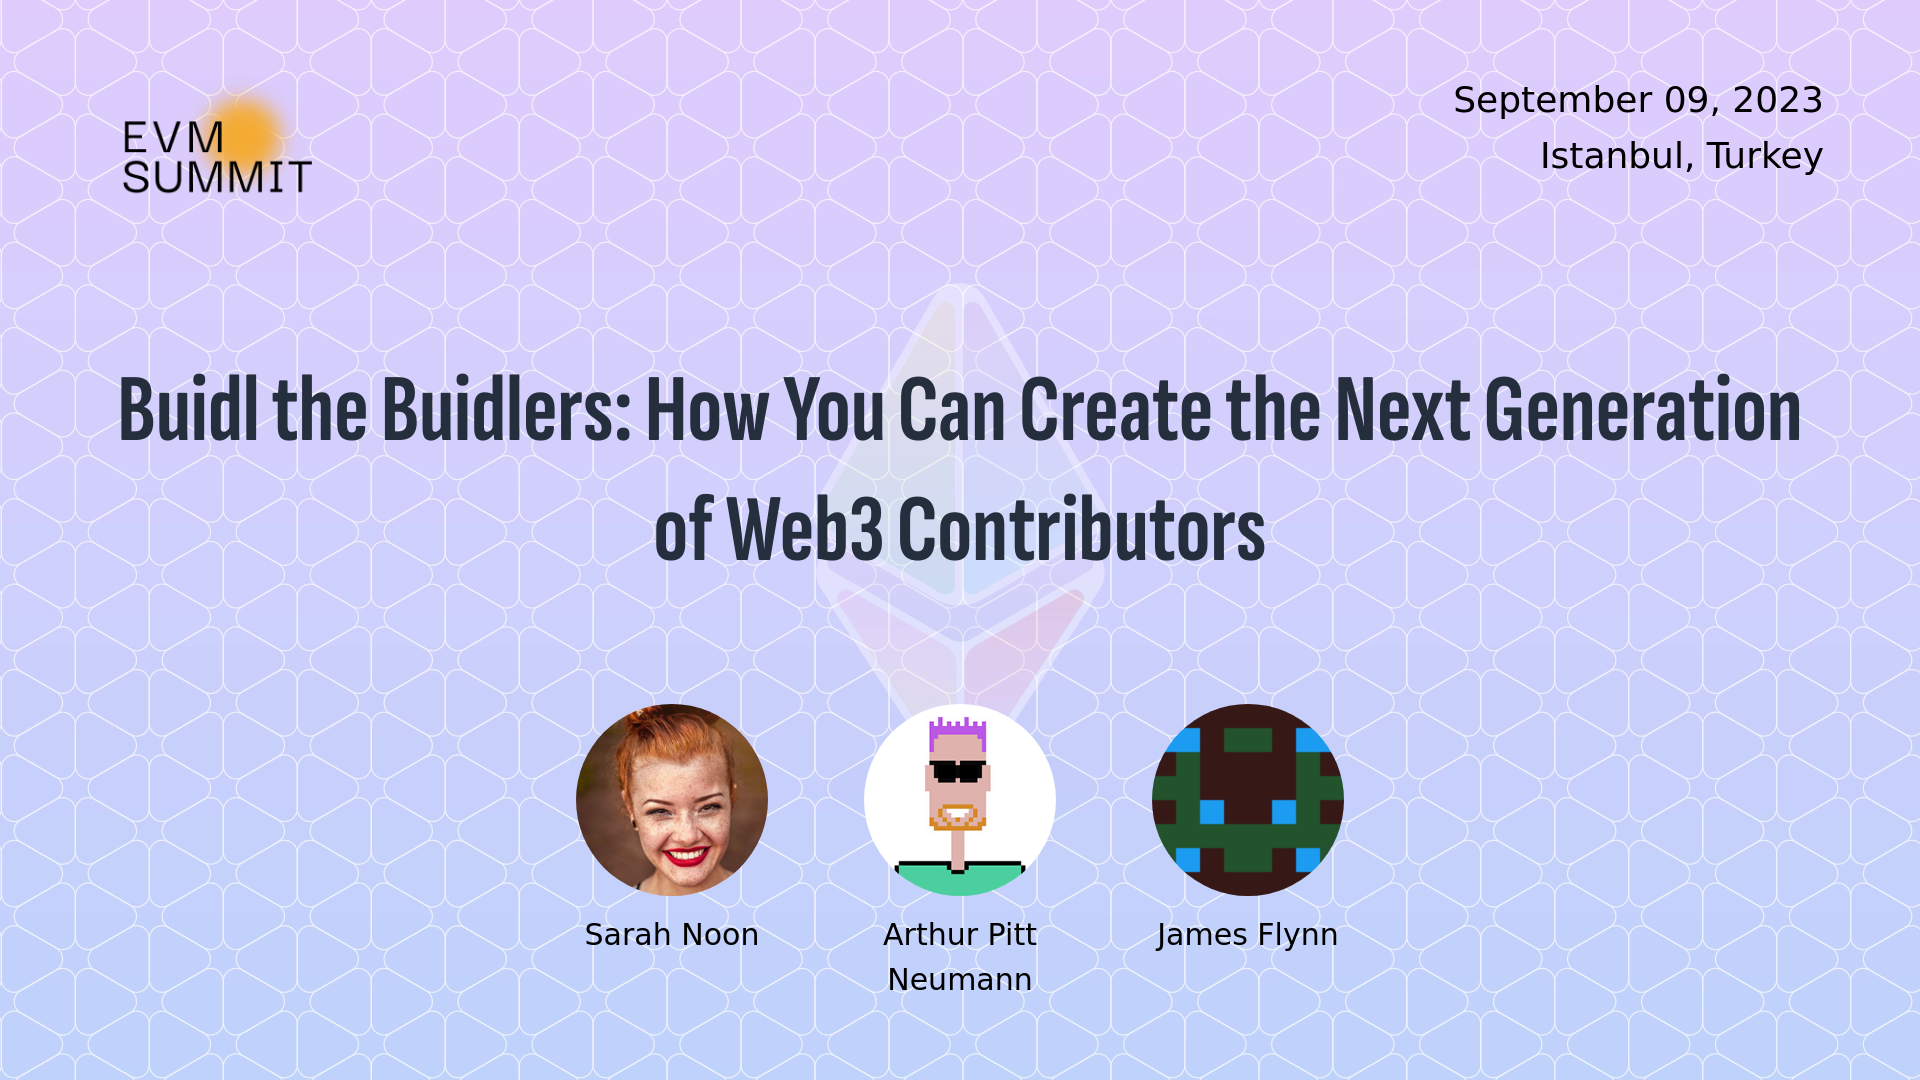 EVM
SUMMIT
September 09, 2023
Istanbul, Turkey
Buidl the Buidlers: How You Can Create the Next Generation
of Web3 Contributors
Sarah Noon
Arthur Pitt
Neumann
James Flynn